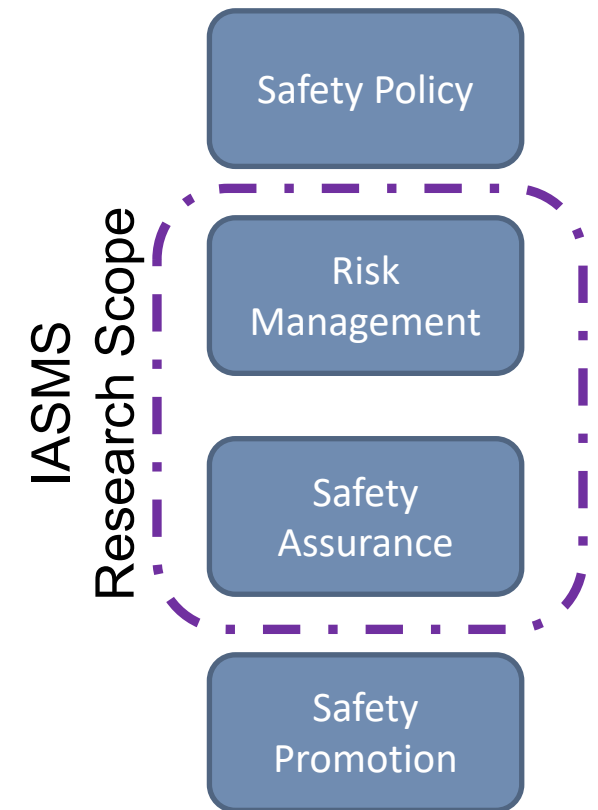 Safety Policy
IASMS
Research Scope
Risk
Management
Safety
Assurance
Safety
Promotion